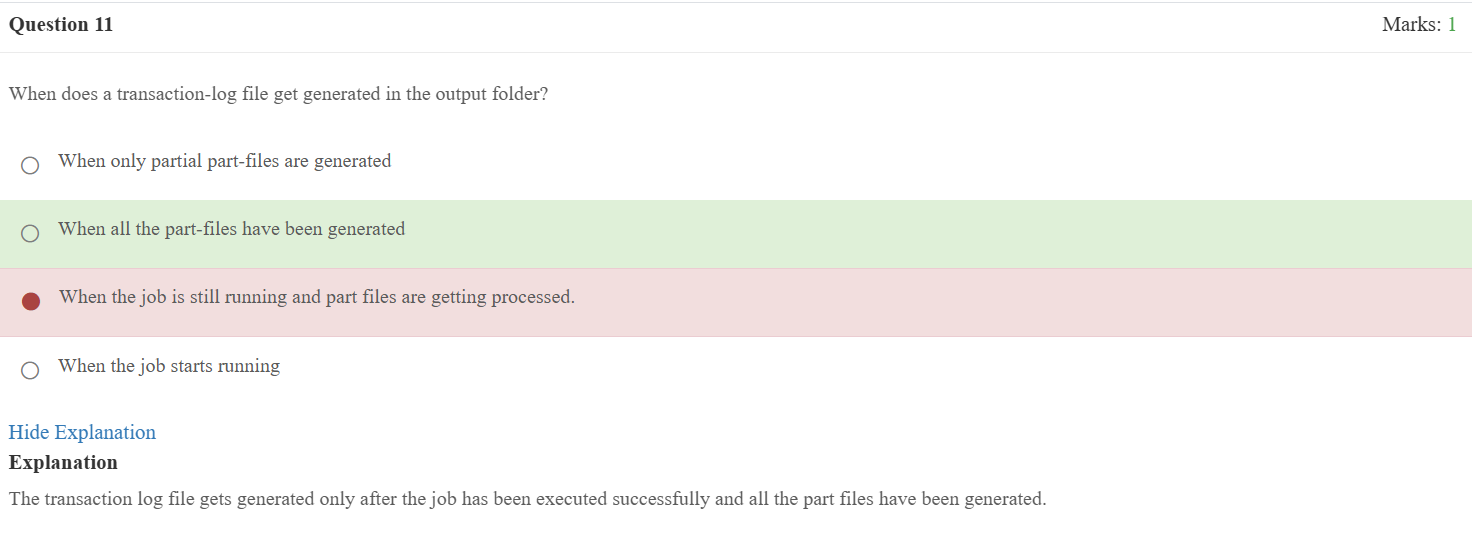 Question 11
Marks: 1
When does a transaction-log file get generated in the output folder?
When only partial part-files are generated
When all the part-files have been generated
When the job is still running and part files are getting processed.
When the job starts running
Hide Explanation
Explanation
The transaction log file gets generated only after the job has been executed successfully and all the part files have been generated.